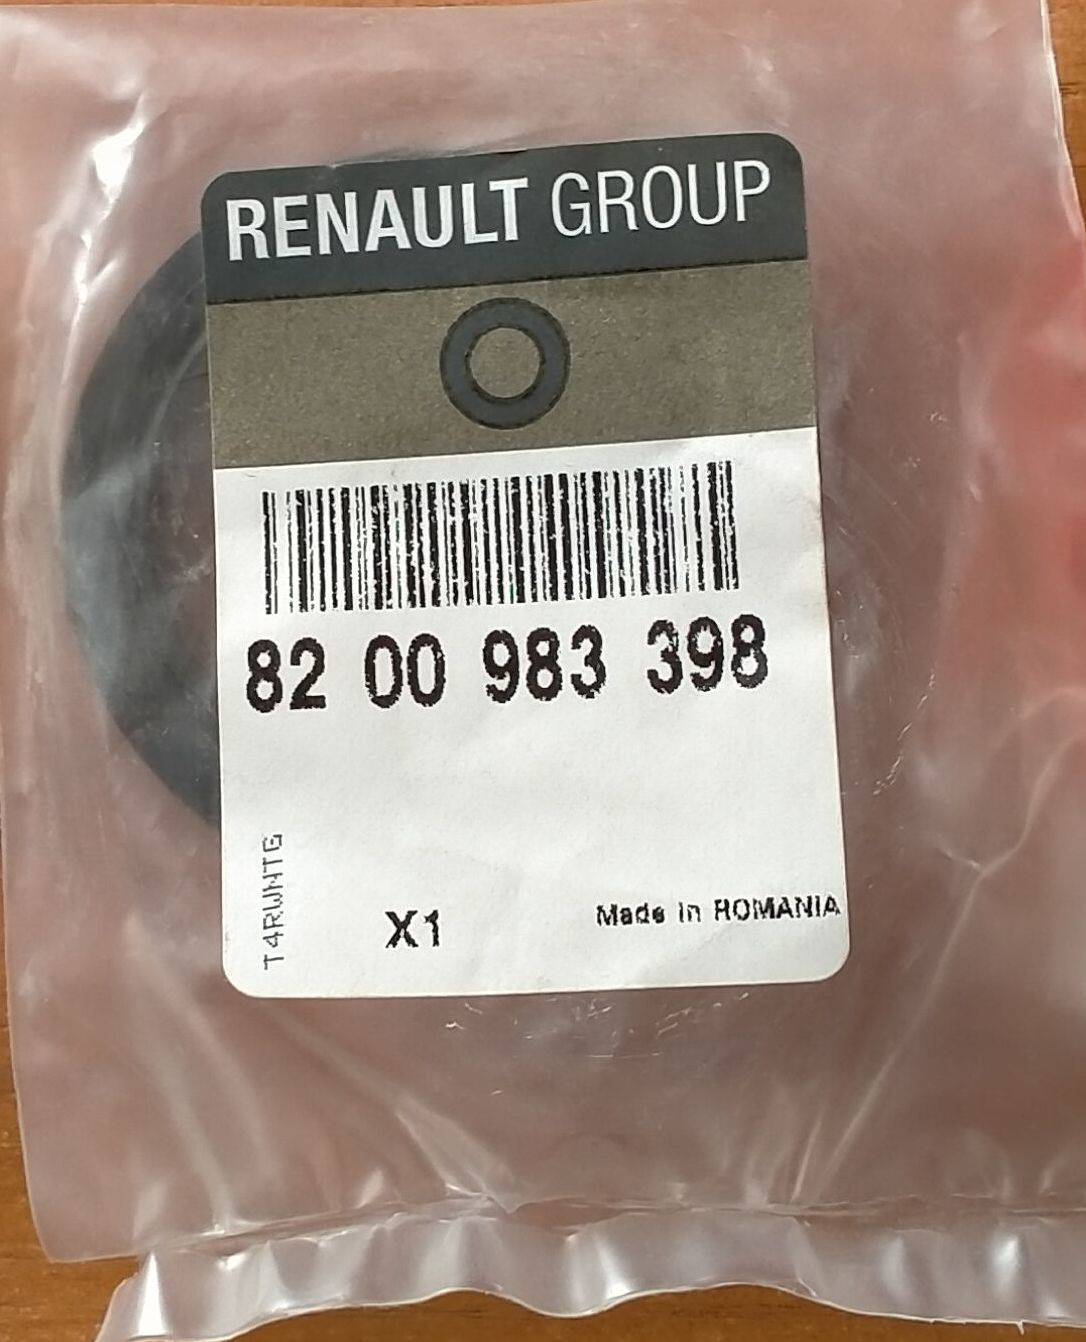 RENAULT GROUP
82 00 983 398
T4RWNTG
X1
Made in ROMANIA